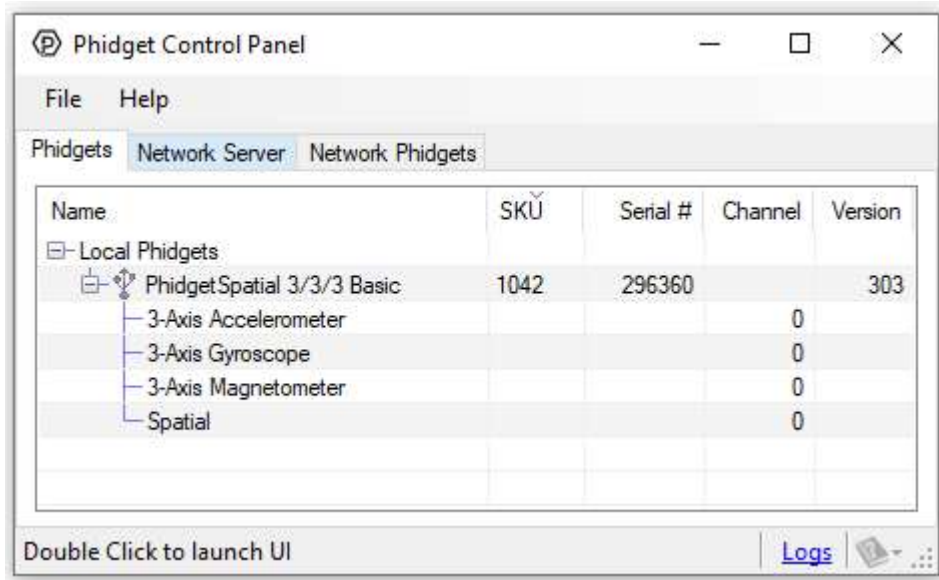 Phidget Control Panel
File Help
Phidgets Network Server Network Phidgets
Name SKU Serial # Channel Version
Local Phidgets
PhidgetSpatial 3/3/3 Basic 1042 296360 303
3-Axis Accelerometer 0
3-Axis Gyroscope 0
3-Axis Magnetometer 0
Spatial 0
Double Click to launch UI Logs